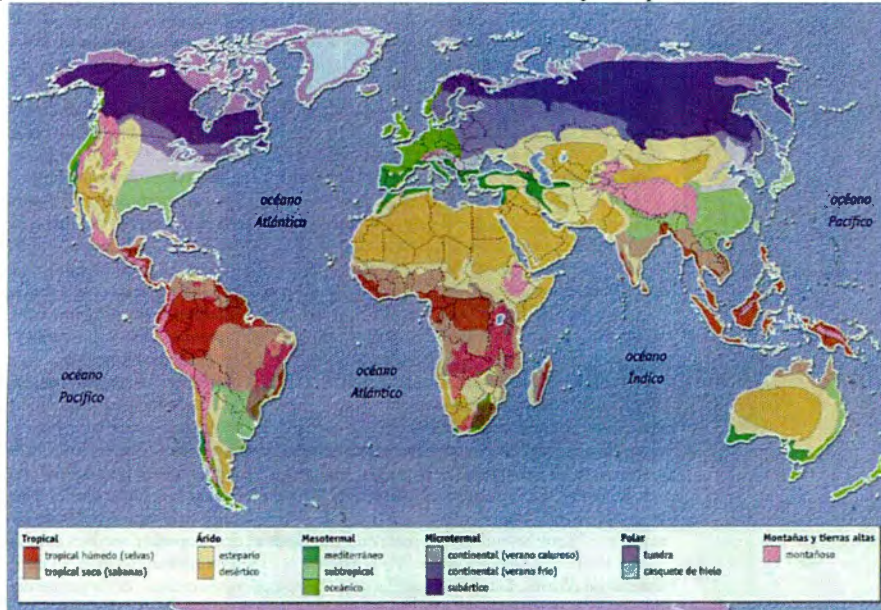 océano
Atlántico
océano
Pacífico
océano
Pacífico
océano
Atlántico
océano
Índico
Tropical
tropical húmedo (selvas)
tropical seco (sabanas)
Árido
estepario
desértico
Mesotermal
mediterráneo
subtropical
oceánico
Microtermal
continental (verano caluroso)
continental (verano frío)
subártico
Polar
tundra
casquete de hielo
Montañas y tierras altas
montañoso